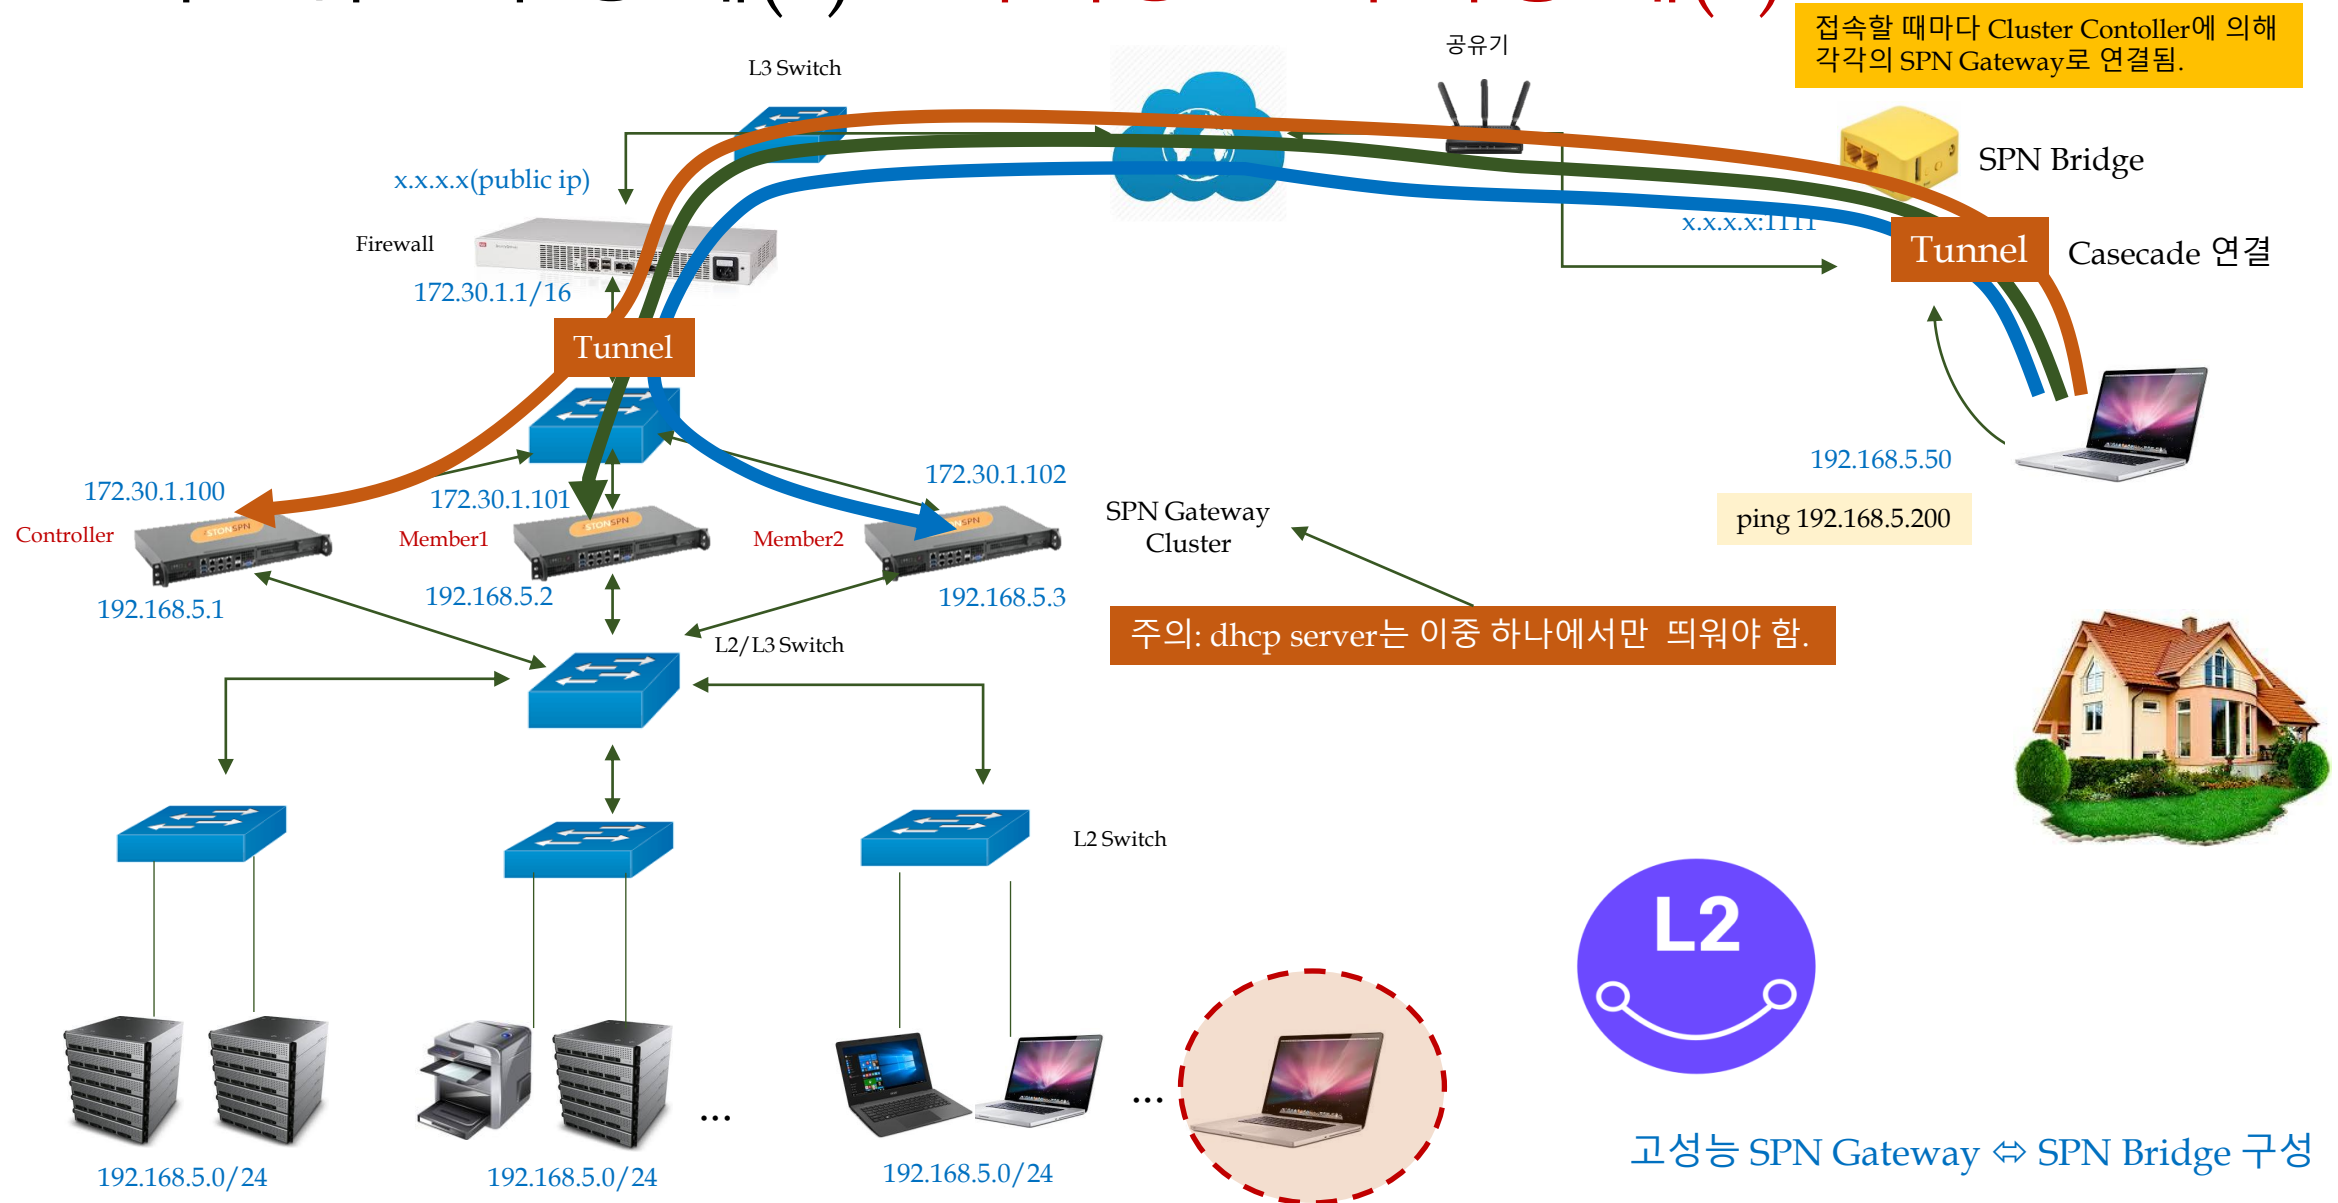 접속할 때마다 Cluster Contoller에 의해
각각의 SPN Gateway로 연결됨.
공유기
L3 Switch
SPN Bridge
x.x.x.x(public ip)
x.x.x.x:1111
Firewall
Tunnel
Casecade 연결
172.30.1.1/16
Tunnel
192.168.5.50
172.30.1.100
172.30.1.101
172.30.1.102
ping 192.168.5.200
SPN Gateway
Cluster
Controller
Member1
Member2
STONSPN
STONSPN
192.168.5.1
192.168.5.2
192.168.5.3
주의: dhcp server는 이중 하나에서만 띄워야 함.
L2/L3 Switch
L2 Switch
L2
...
...
고성능 SPN Gateway ⇔ SPN Bridge 구성
192.168.5.0/24
192.168.5.0/24
192.168.5.0/24